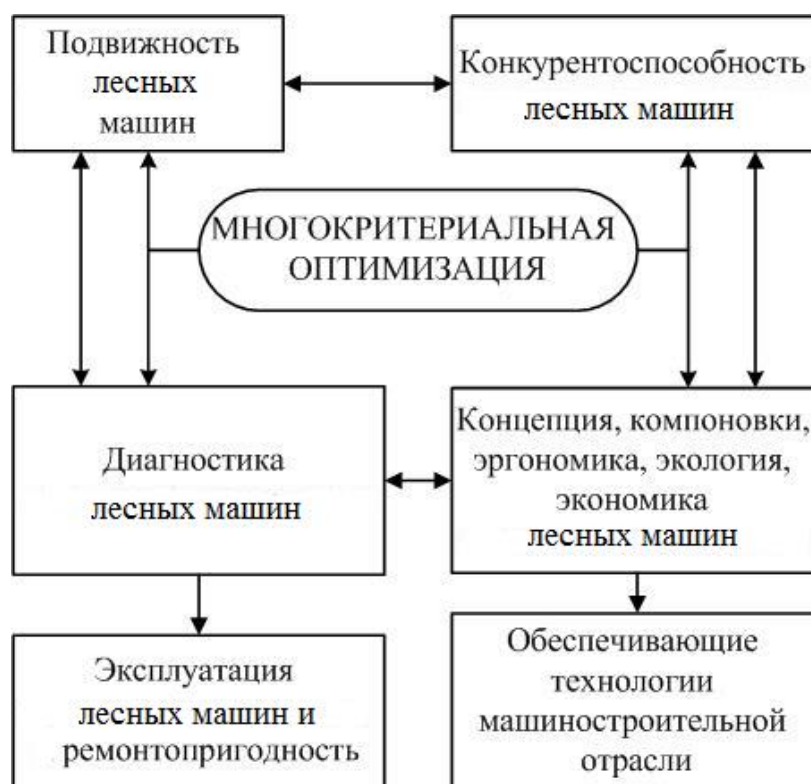 Подвижность
лесных
машин
Конкурентоспособность
лесных машин
МНОГОКРИТЕРИАЛЬНАЯ
ОПТИМИЗАЦИЯ
Диагностика
лесных машин
Концепция, компоновки,
эргономика, экология,
экономика
лесных машин
Эксплуатация
лесных машин и
ремонтопригодность
Обеспечивающие
технологии
машиностроительной
отрасли